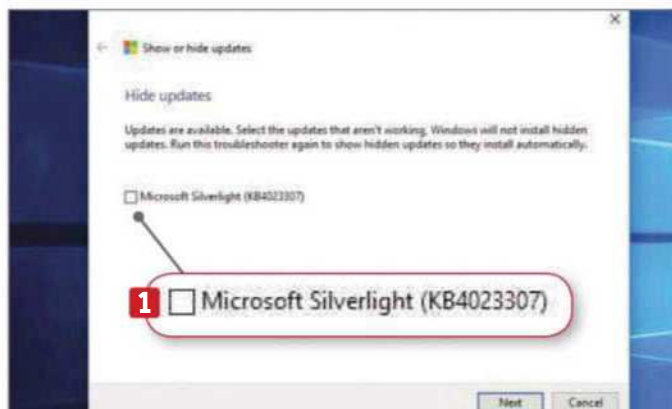 Show or hide updates
Hide updates
Updates are available. Select the updates that aren't working, Windows will not install hidden
updates. Run this troubleshooter again to show hidden updates so they install automatically.
Microsoft Silverlight (KB4023307)
1 Microsoft Silverlight (KB4023307)
Next Cancel